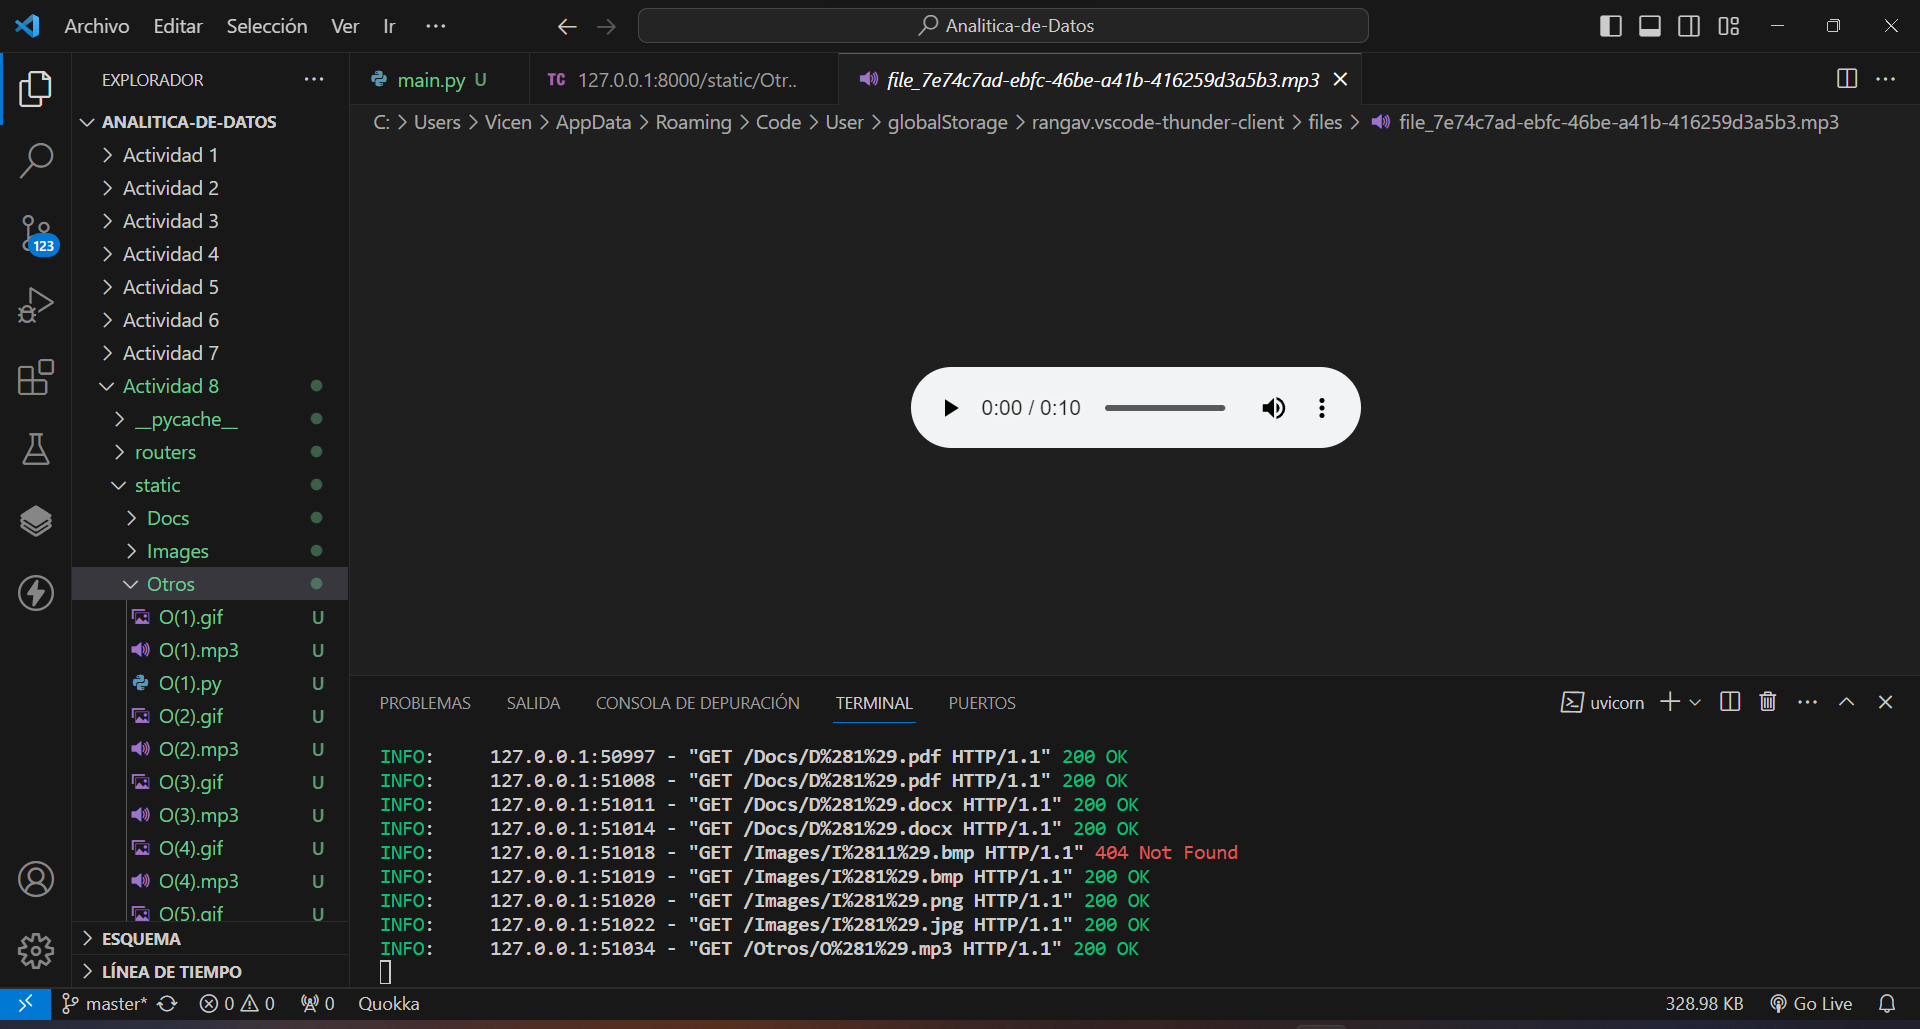 Archivo Editar Selección Ver Ir ··· Analitica-de-Datos
EXPLORADOR ···
main.py U
TC 127.0.0.1:8000/static/Otr..
file_7e74c7ad-ebfc-46be-a41b-416259d3a5b3.mp3
C: > Users > Vicen > AppData > Roaming > Code > User > globalStorage > rangav.vscode-thunder-client > files > file_7e74c7ad-ebfc-46be-a41b-416259d3a5b3.mp3
ANALITICA-DE-DATOS
Actividad 1
Actividad 2
Actividad 3
123
Actividad 4
Actividad 5
Actividad 6
Actividad 7
Actividad 8
__pycache__
routers
static
Docs
Images
Otros
O(1).gif U
O(1).mp3 U
O(1).py U
O(2).gif U
O(2).mp3 U
O(3).gif U
O(3).mp3 U
O(4).gif U
O(4).mp3 U
O(5).gif U
ESQUEMA
LÍNEA DE TIEMPO
0:00 / 0:10
PROBLEMAS SALIDA CONSOLA DE DEPURACIÓN TERMINAL PUERTOS uvicorn
INFO: 127.0.0.1:50997 - "GET /Docs/D%281%29.pdf HTTP/1.1" 200 OK
INFO: 127.0.0.1:51008 - "GET /Docs/D%281%29.pdf HTTP/1.1" 200 OK
INFO: 127.0.0.1:51011 - "GET /Docs/D%281%29.docx HTTP/1.1" 200 OK
INFO: 127.0.0.1:51014 - "GET /Docs/D%281%29.docx HTTP/1.1" 200 OK
INFO: 127.0.0.1:51018 - "GET /Images/I%2811%29.bmp HTTP/1.1" 404 Not Found
INFO: 127.0.0.1:51019 - "GET /Images/I%281%29.bmp HTTP/1.1" 200 OK
INFO: 127.0.0.1:51020 - "GET /Images/I%281%29.png HTTP/1.1" 200 OK
INFO: 127.0.0.1:51022 - "GET /Images/I%281%29.jpg HTTP/1.1" 200 OK
INFO: 127.0.0.1:51034 - "GET /Otros/O%281%29.mp3 HTTP/1.1" 200 OK
master* 0 0 0 Quokka 328.98 KB Go Live